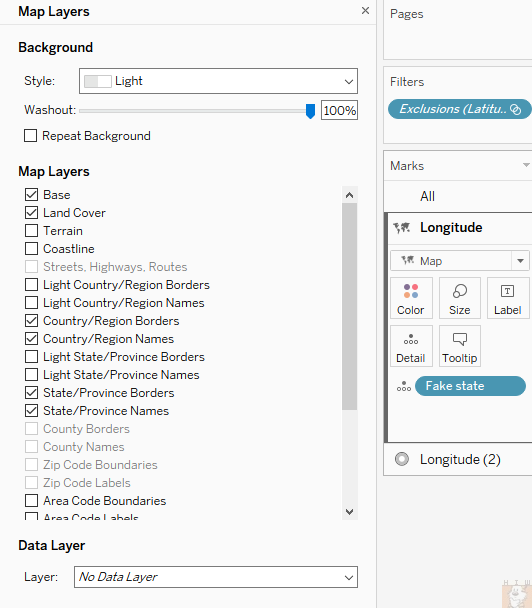 Map Layers
Background
Style: Light
Washout: 100%
Repeat Background
Map Layers
Base
Land Cover
Terrain
Coastline
Streets, Highways, Routes
Light Country/Region Borders
Light Country/Region Names
Country/Region Borders
Country/Region Names
Light State/Province Borders
Light State/Province Names
State/Province Borders
State/Province Names
County Borders
County Names
Zip Code Boundaries
Zip Code Labels
Area Code Boundaries
Area Code Labels
Data Layer
Layer: No Data Layer
Pages
Filters
Exclusions (Latitu..
Marks
All
Longitude
Map
Color Size Label
Detail Tooltip
Fake state
Longitude (2)